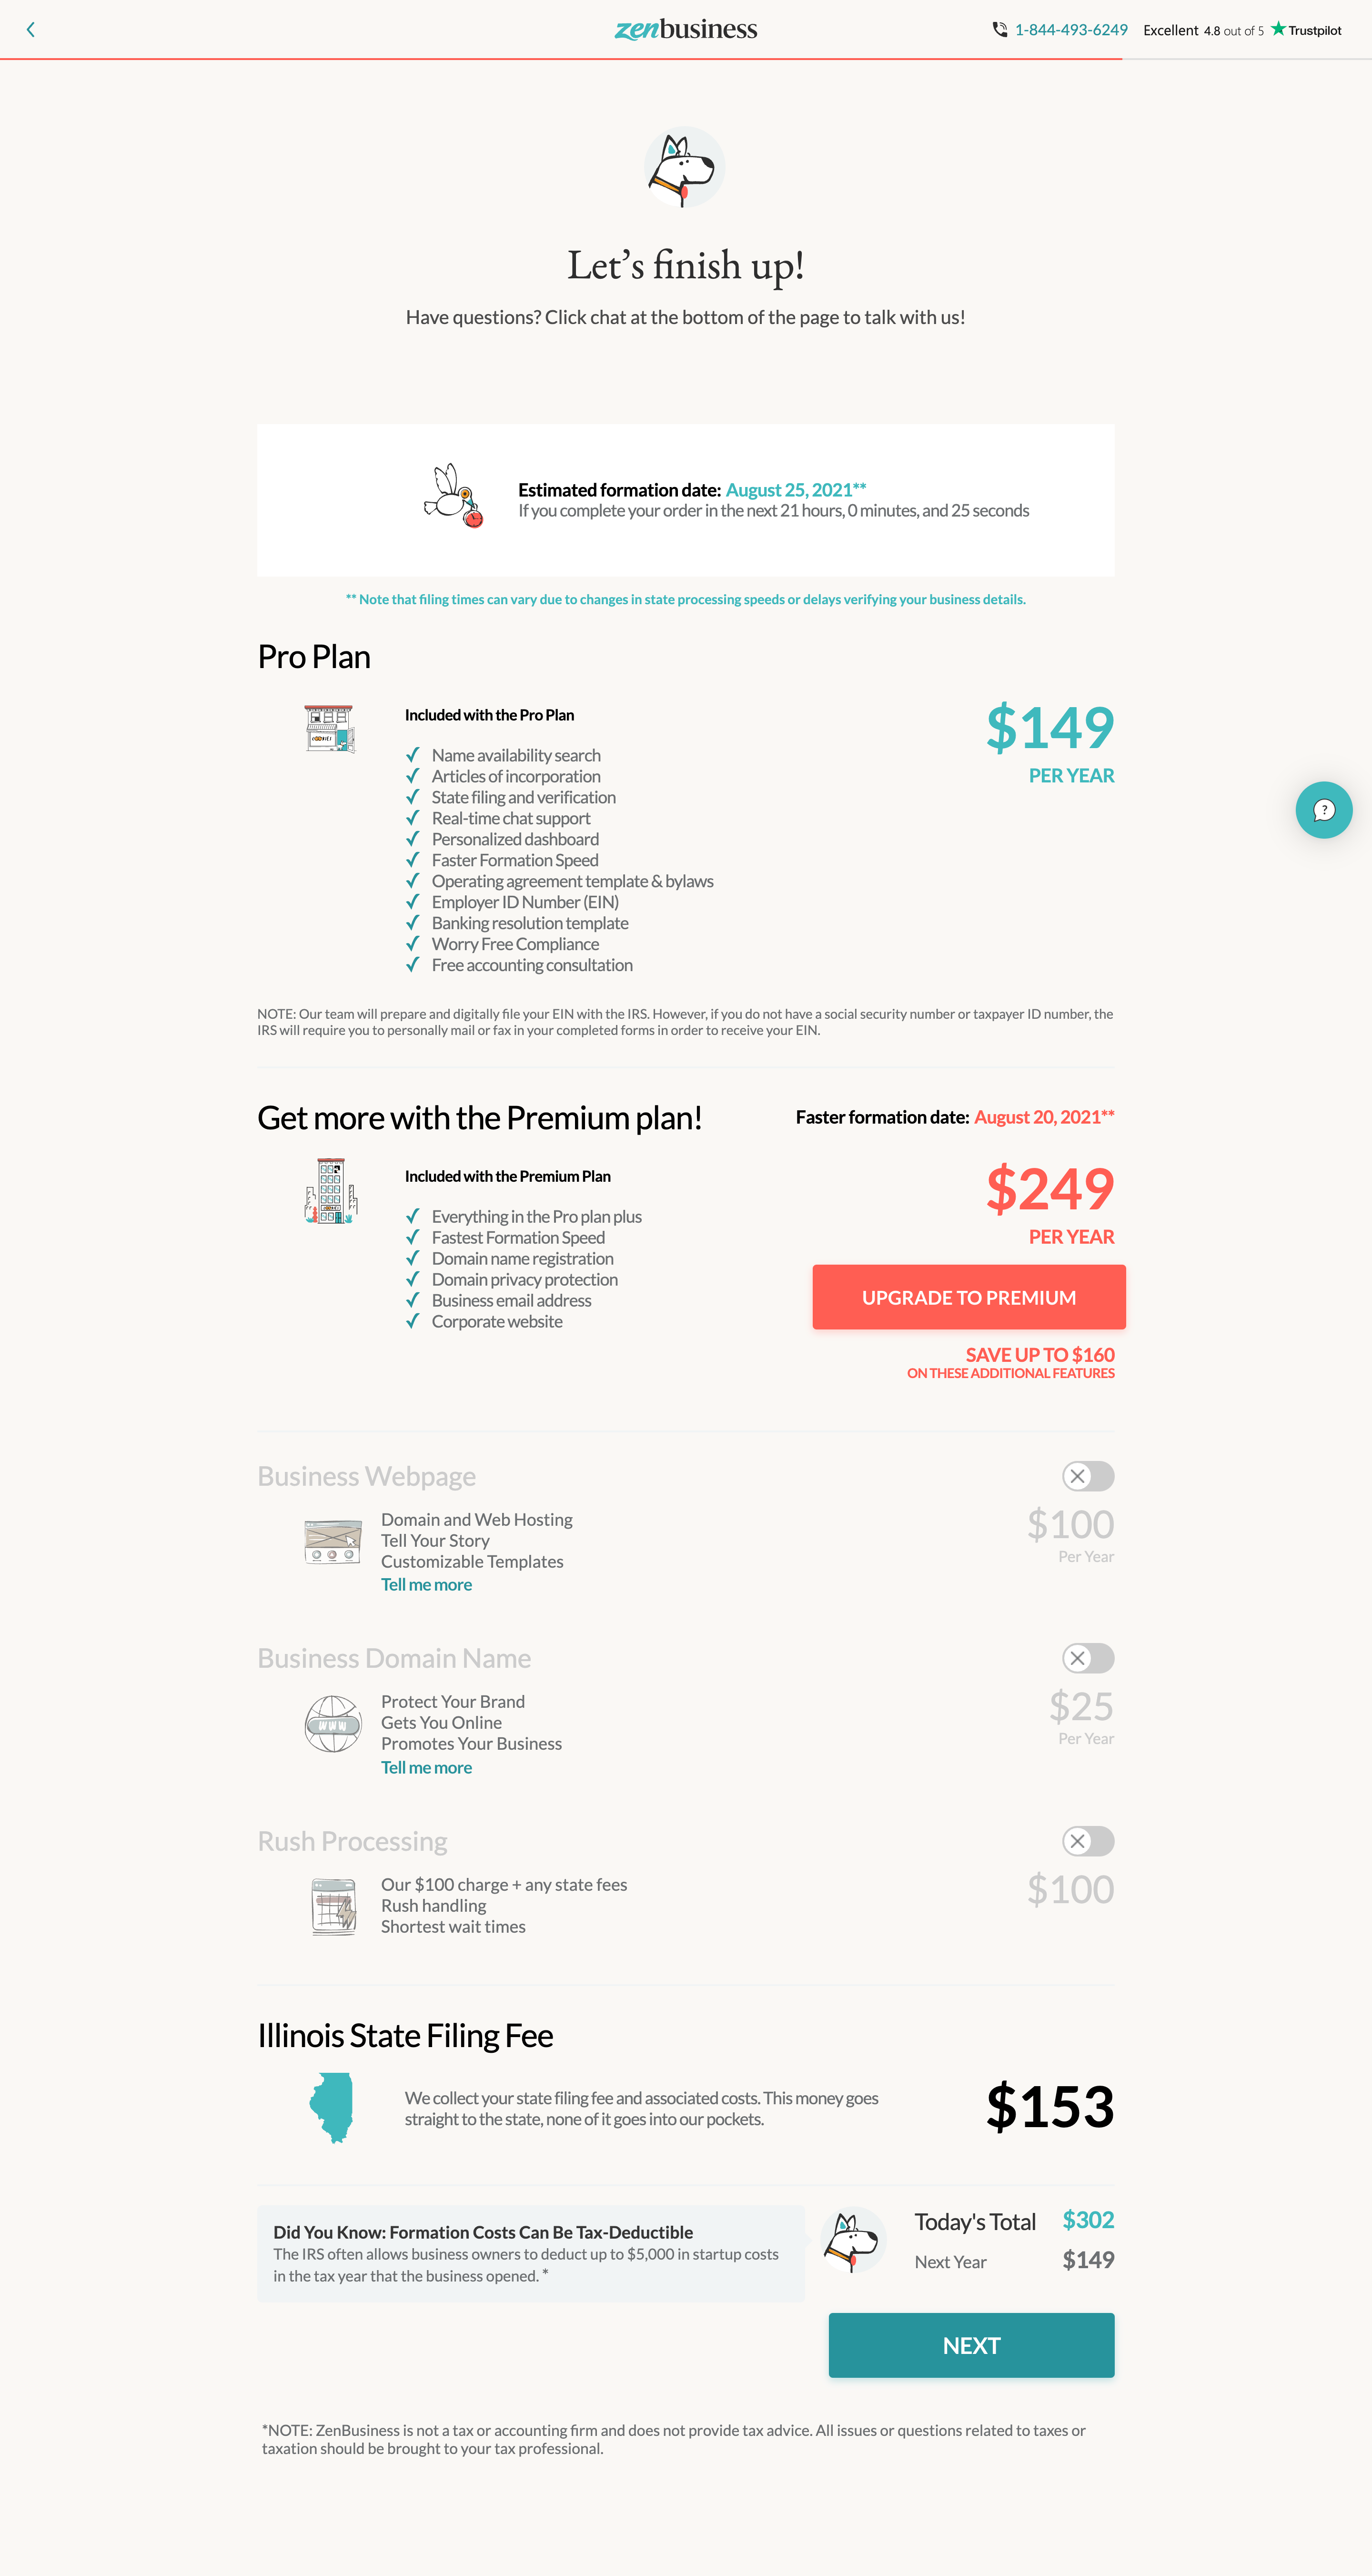 zenbusiness
1-844-493-6249
Excellent 4.8 out of 5 Trustpilot
Let's finish up!
Have questions? Click chat at the bottom of the page to talk with us!
Estimated formation date: August 25, 2021**
If you complete your order in the next 21 hours, 0 minutes, and 25 seconds
** Note that filing times can vary due to changes in state processing speeds or delays verifying your business details.
Pro Plan
Included with the Pro Plan
$149
PER YEAR
Name availability search
Articles of incorporation
State filing and verification
Real-time chat support
Personalized dashboard
Faster Formation Speed
Operating agreement template & bylaws
Employer ID Number (EIN)
Banking resolution template
Worry Free Compliance
Free accounting consultation
NOTE: Our team will prepare and digitally file your EIN with the IRS. However, if you do not have a social security number or taxpayer ID number, the
IRS will require you to personally mail or fax in your completed forms in order to receive your EIN.
Get more with the Premium plan!
Faster formation date: August 20, 2021**
Included with the Premium Plan
$249
PER YEAR
Everything in the Pro plan plus
Fastest Formation Speed
Domain name registration
Domain privacy protection
Business email address
Corporate website
UPGRADE TO PREMIUM
SAVE UP TO $160
ON THESE ADDITIONAL FEATURES
Business Webpage
Domain and Web Hosting
Tell Your Story
Customizable Templates
Tell me more
$100
Per Year
Business Domain Name
WWW
Protect Your Brand
Gets You Online
Promotes Your Business
Tell me more
$25
Per Year
Rush Processing
Our $100 charge + any state fees
Rush handling
Shortest wait times
$100
Illinois State Filing Fee
We collect your state filing fee and associated costs. This money goes
straight to the state, none of it goes into our pockets.
$153
Did You Know: Formation Costs Can Be Tax-Deductible
The IRS often allows business owners to deduct up to $5,000 in startup costs
in the tax year that the business opened. *
Today's Total $302
Next Year $149
NEXT
*NOTE: ZenBusiness is not a tax or accounting firm and does not provide tax advice. All issues or questions related to taxes or
taxation should be brought to your tax professional.